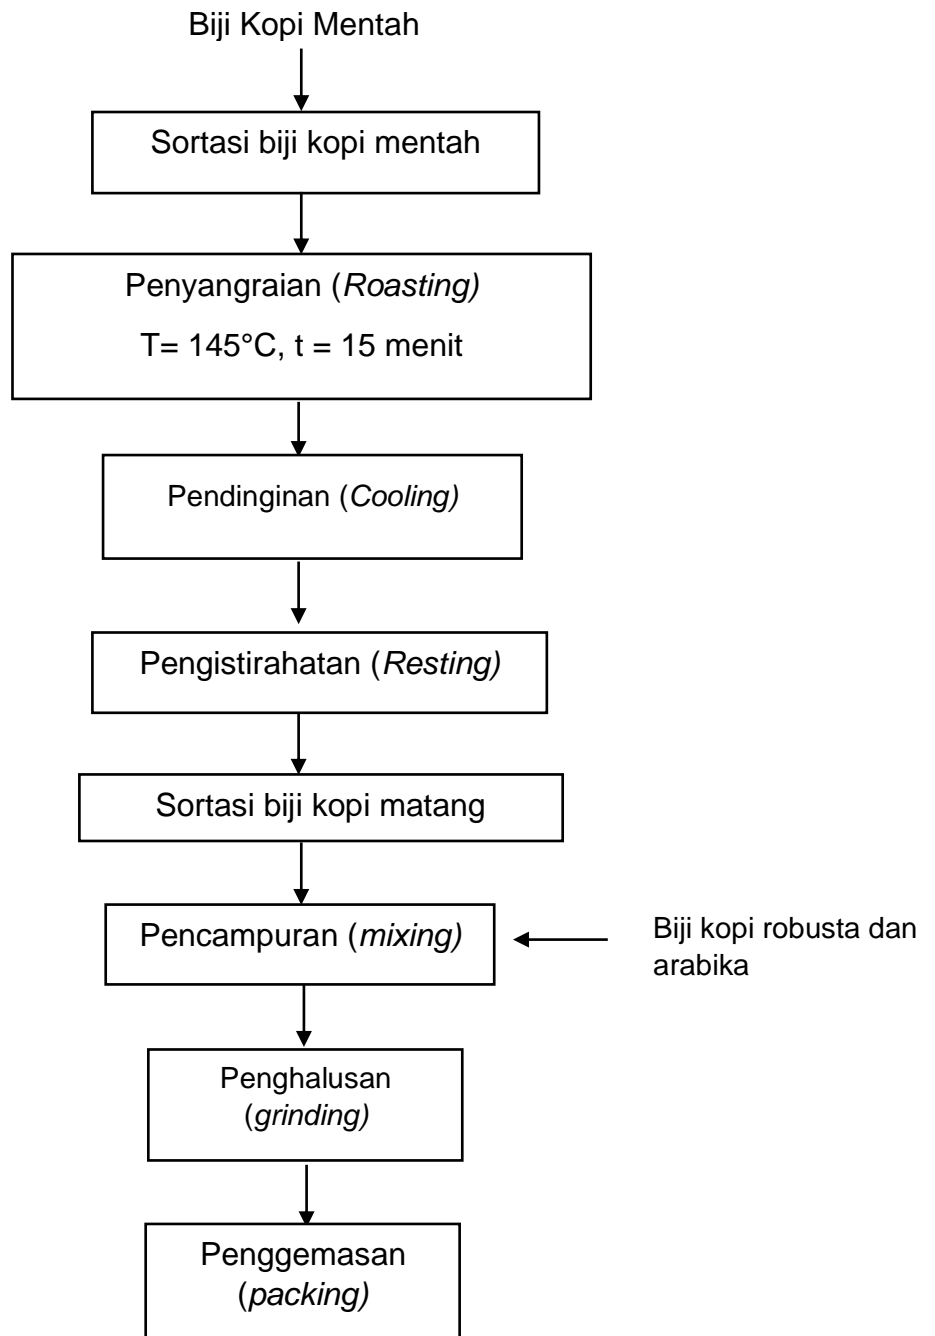 Biji Kopi Mentah
Sortasi biji kopi mentah
Penyangraian (Roasting)
T= 145°C, t = 15 menit
Pendinginan (Cooling)
Pengistirahatan (Resting)
Sortasi biji kopi matang
Pencampuran (mixing)
Biji kopi robusta dan
arabika
Penghalusan
(grinding)
Penggemasan
(packing)